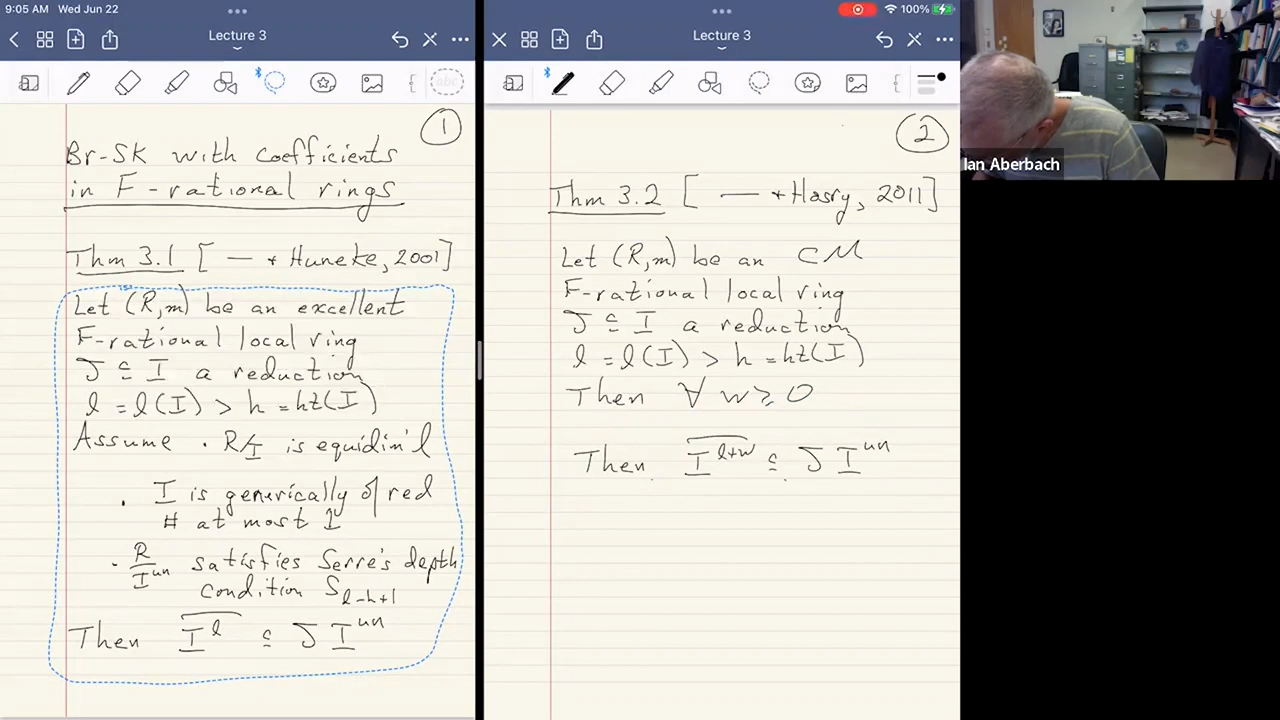 9:05 AM Wed Jun 22
100%
Lecture 3
Lecture 3
abc
Ian Aberbach
①
Br-SK with coefficients
in F-rational rings
Thm 3.1 [ — + Huneke, 2001]
Let (R,m) be an excellent
F-rational local ring
J ⊆ I a reduction
l = l(I) > h = ht(I)
Assume · R/I is equidim'l
· I is generically of red
# at most 1
· R/I^un satisfies Serre's depth
condition S_{l-h+1}
Then \overline{I^l} ⊆ J I^un
②
Thm 3.2 [ — + Hosry, 2011]
Let (R,m) be an CM
F-rational local ring
J ⊆ I a reduction
l = l(I) > h = ht(I)
Then ∀ w ≥ 0
Then \overline{I^{l+w}} ⊆ J I^un